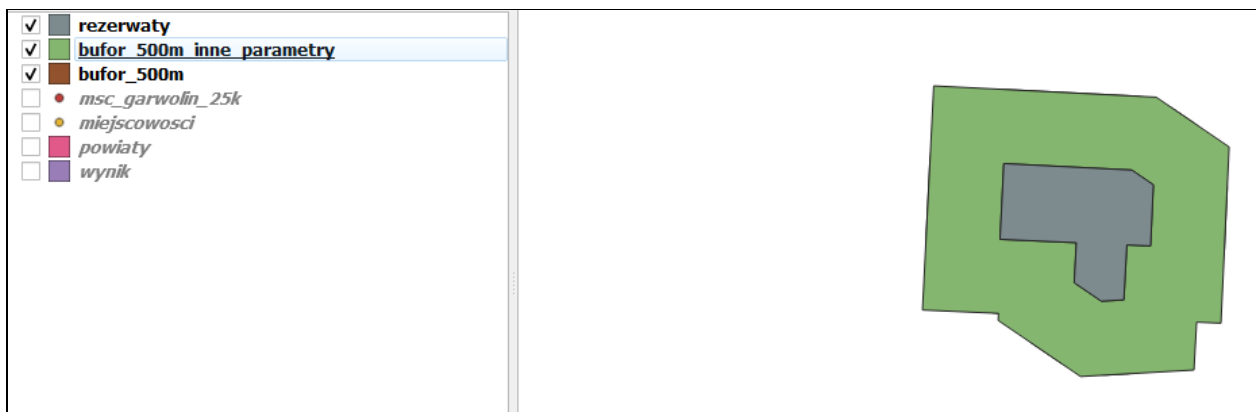 rezerwaty
bufor_500m_inne_parametry
bufor_500m
msc_garwolin_25k
miejscowosci
powiaty
wynik